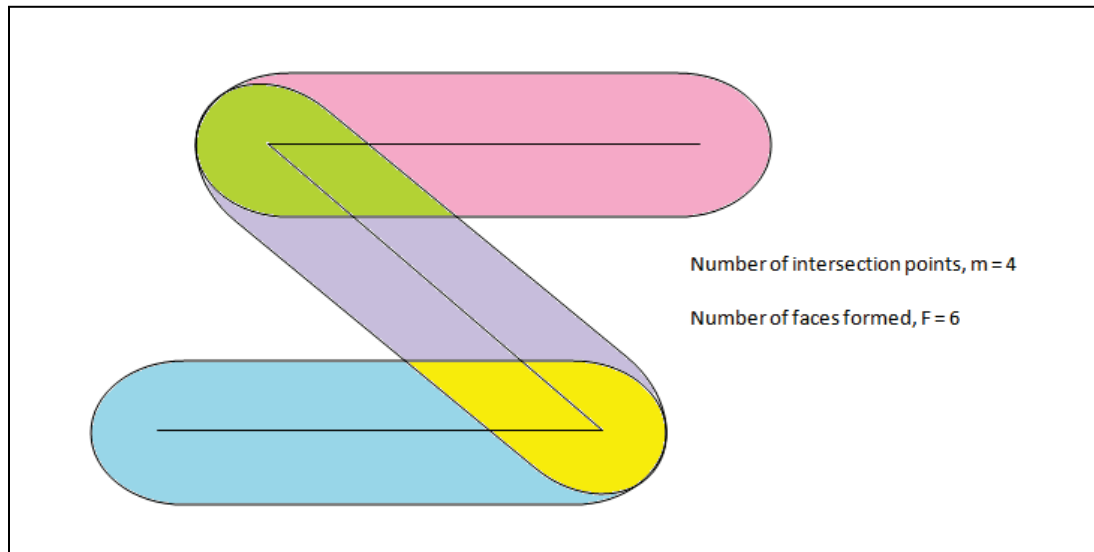 Number of intersection points, m = 4
Number of faces formed, F = 6